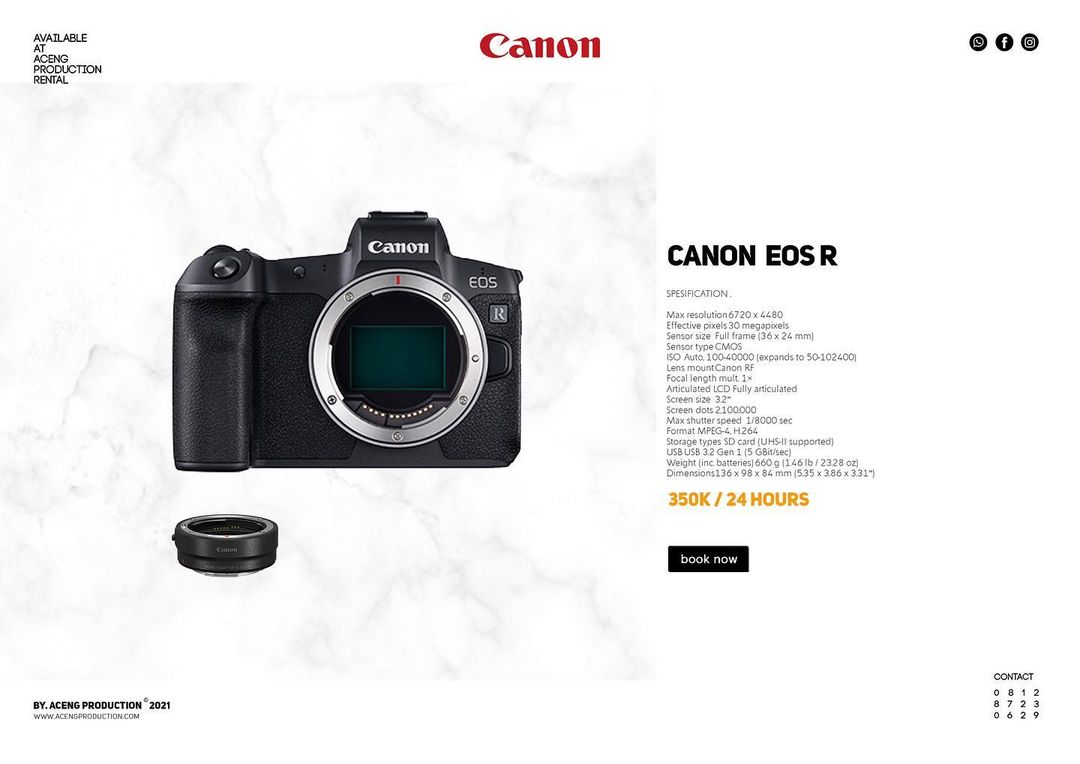 AVAILABLE
AT
ACENG
PRODUCTION
RENTAL
Canon
Canon
EOS
R
Canon
CANON EOS R
SPESIFICATION .
Max resolution 6720 x 4480
Effective pixels 30 megapixels
Sensor size Full frame (36 x 24 mm)
Sensor type CMOS
ISO Auto, 100-40000 (expands to 50-102400)
Lens mount Canon RF
Focal length mult. 1×
Articulated LCD Fully articulated
Screen size 3.2″
Screen dots 2,100,000
Max shutter speed 1/8000 sec
Format MPEG-4, H.264
Storage types SD card (UHS-II supported)
USB USB 3.2 Gen 1 (5 GBit/sec)
Weight (inc. batteries) 660 g (1.46 lb / 23.28 oz)
Dimensions 136 x 98 x 84 mm (5.35 x 3.86 x 3.31″)
350K / 24 HOURS
book now
BY. ACENG PRODUCTION © 2021
WWW.ACENGPRODUCTION.COM
CONTACT
0 8 1 2
8 7 2 3
0 6 2 9